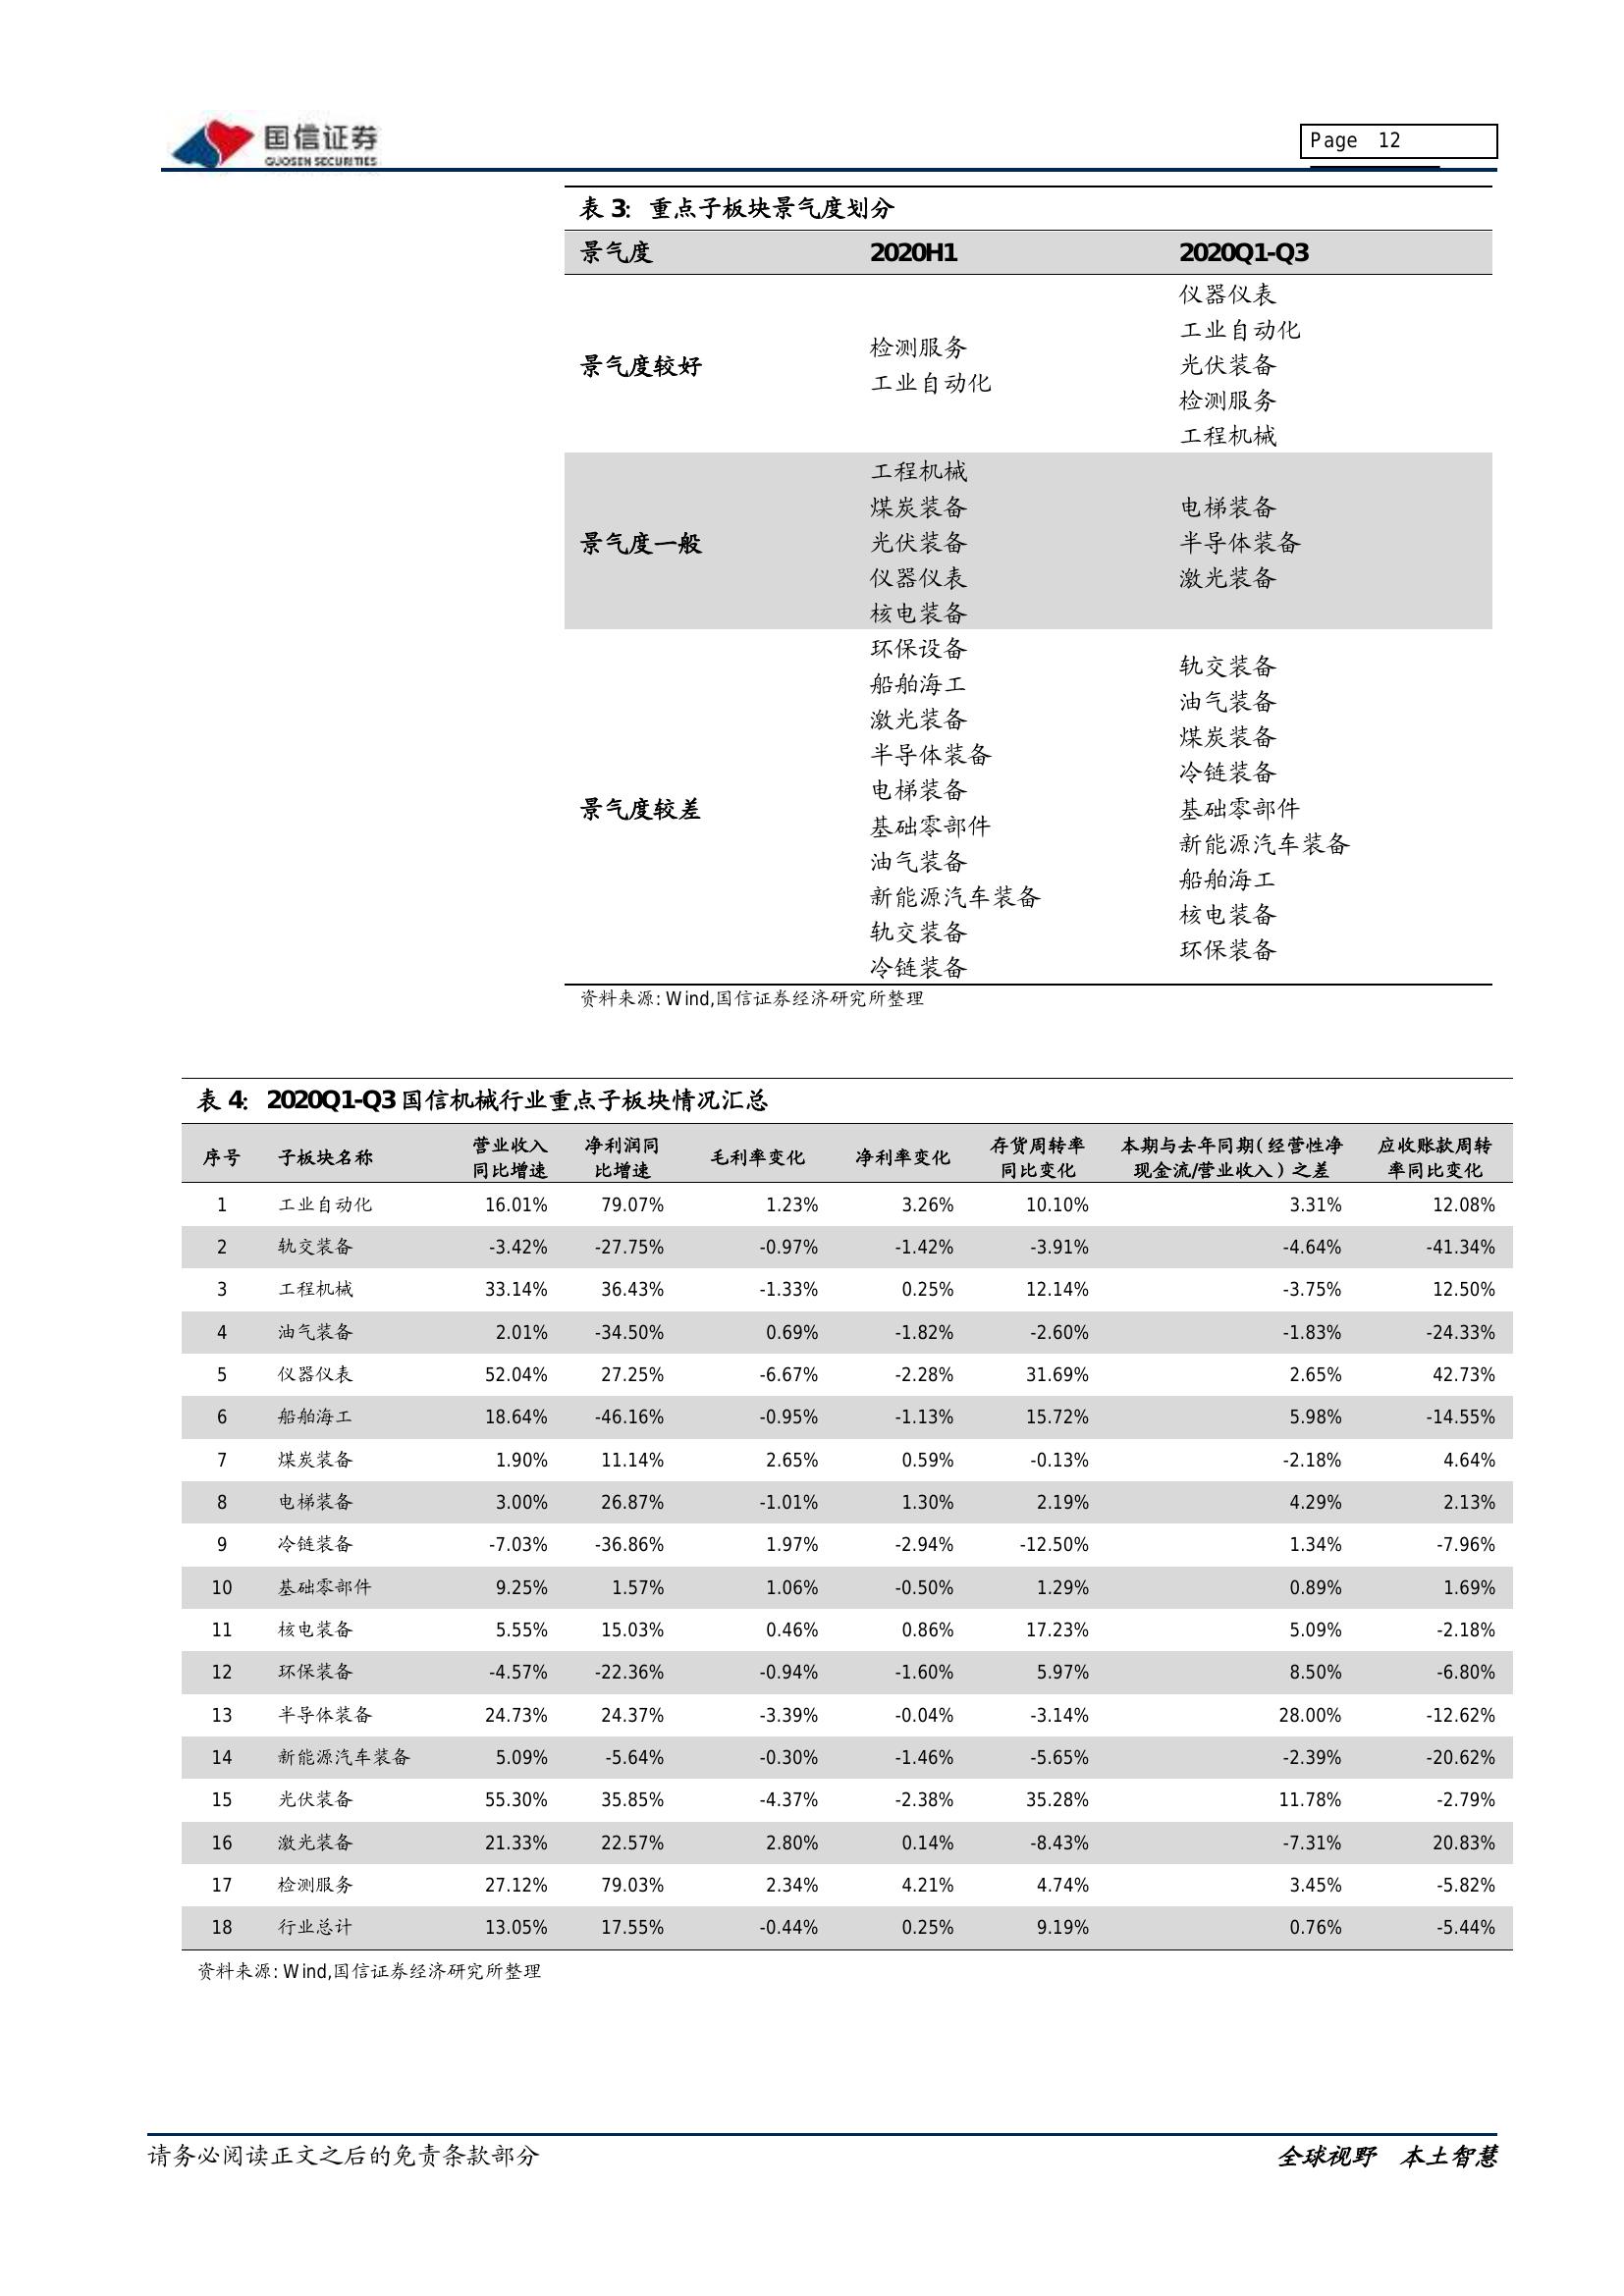 国信证券
GUOSEN SECURITIES
Page 12
表 3: 重点子板块景气度划分
景气度 2020H1 2020Q1-Q3
景气度较好
检测服务
工业自动化
仪器仪表
工业自动化
光伏装备
检测服务
工程机械
景气度一般
工程机械
煤炭装备
光伏装备
仪器仪表
核电装备
电梯装备
半导体装备
激光装备
景气度较差
环保设备
船舶海工
激光装备
半导体装备
电梯装备
基础零部件
油气装备
新能源汽车装备
轨交装备
冷链装备
轨交装备
油气装备
煤炭装备
冷链装备
基础零部件
新能源汽车装备
船舶海工
核电装备
环保装备
资料来源: Wind,国信证券经济研究所整理
表 4: 2020Q1-Q3 国信机械行业重点子板块情况汇总
序号 子板块名称 营业收入同比增速 净利润同比增速 毛利率变化 净利率变化 存货周转率同比变化 本期与去年同期(经营性净现金流/营业收入)之差 应收账款周转率同比变化
1 工业自动化 16.01% 79.07% 1.23% 3.26% 10.10% 3.31% 12.08%
2 轨交装备 -3.42% -27.75% -0.97% -1.42% -3.91% -4.64% -41.34%
3 工程机械 33.14% 36.43% -1.33% 0.25% 12.14% -3.75% 12.50%
4 油气装备 2.01% -34.50% 0.69% -1.82% -2.60% -1.83% -24.33%
5 仪器仪表 52.04% 27.25% -6.67% -2.28% 31.69% 2.65% 42.73%
6 船舶海工 18.64% -46.16% -0.95% -1.13% 15.72% 5.98% -14.55%
7 煤炭装备 1.90% 11.14% 2.65% 0.59% -0.13% -2.18% 4.64%
8 电梯装备 3.00% 26.87% -1.01% 1.30% 2.19% 4.29% 2.13%
9 冷链装备 -7.03% -36.86% 1.97% -2.94% -12.50% 1.34% -7.96%
10 基础零部件 9.25% 1.57% 1.06% -0.50% 1.29% 0.89% 1.69%
11 核电装备 5.55% 15.03% 0.46% 0.86% 17.23% 5.09% -2.18%
12 环保装备 -4.57% -22.36% -0.94% -1.60% 5.97% 8.50% -6.80%
13 半导体装备 24.73% 24.37% -3.39% -0.04% -3.14% 28.00% -12.62%
14 新能源汽车装备 5.09% -5.64% -0.30% -1.46% -5.65% -2.39% -20.62%
15 光伏装备 55.30% 35.85% -4.37% -2.38% 35.28% 11.78% -2.79%
16 激光装备 21.33% 22.57% 2.80% 0.14% -8.43% -7.31% 20.83%
17 检测服务 27.12% 79.03% 2.34% 4.21% 4.74% 3.45% -5.82%
18 行业总计 13.05% 17.55% -0.44% 0.25% 9.19% 0.76% -5.44%
资料来源: Wind,国信证券经济研究所整理
请务必阅读正文之后的免责条款部分
全球视野 本土智慧